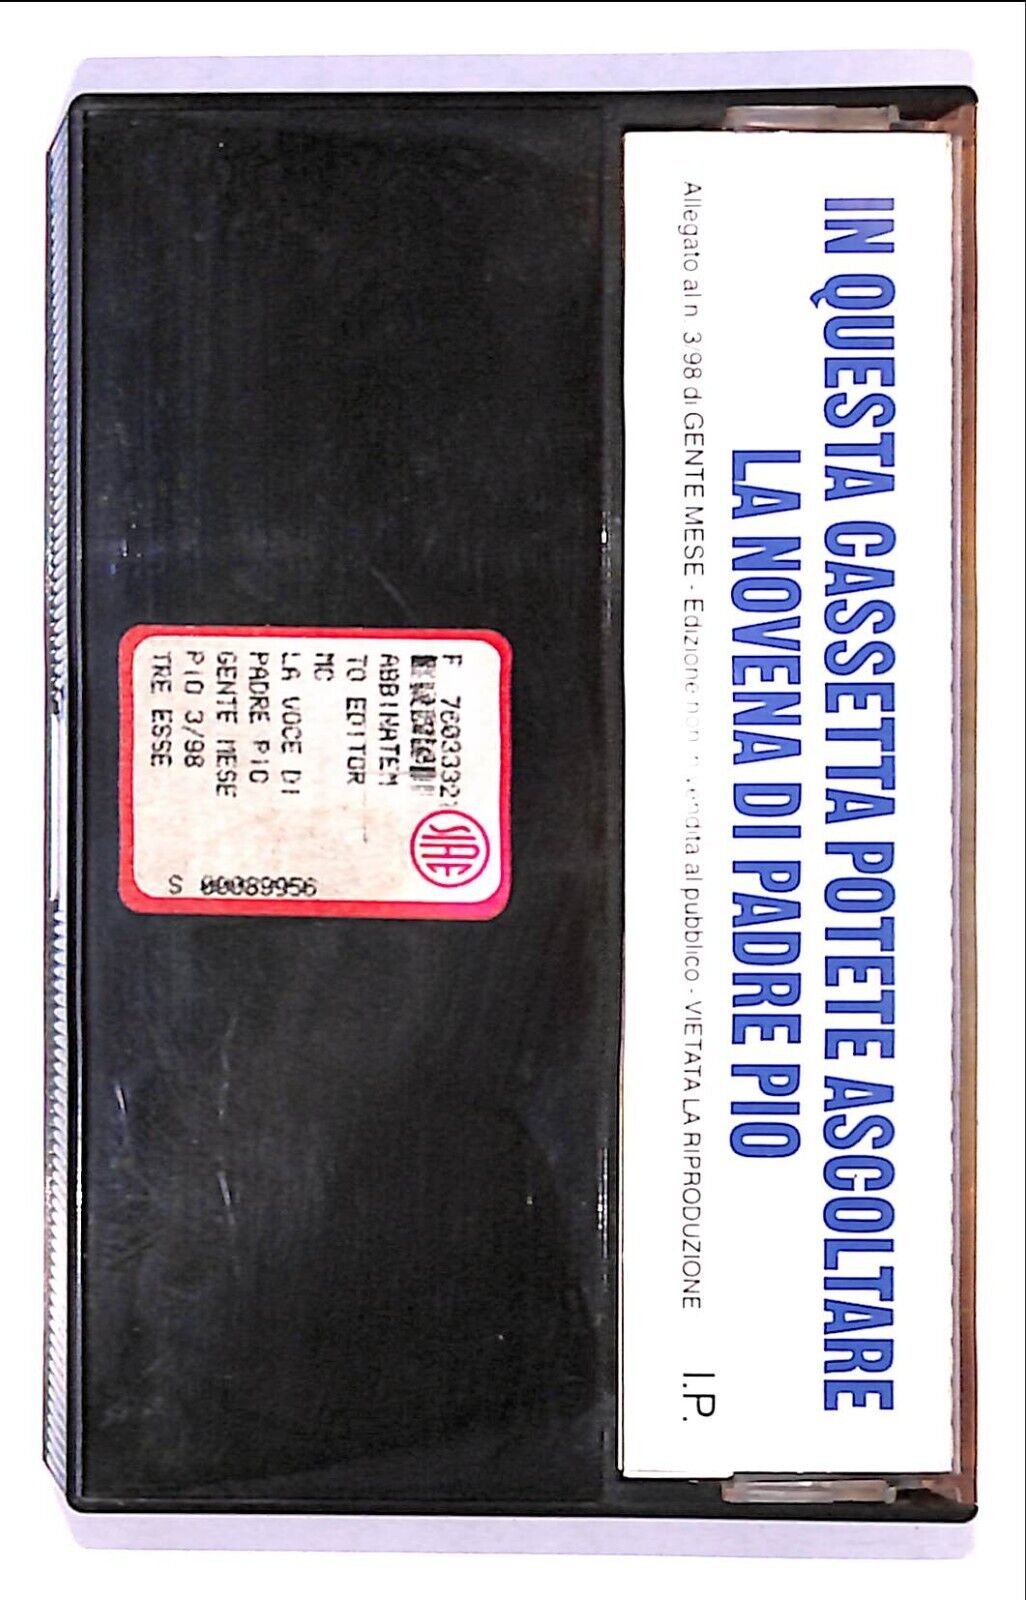 IN QUESTA CASSETTA POTETE ASCOLTARE
LA NOVENA DI PADRE PIO
Allegato al n. 3/98 di GENTE MESE - Edizione non vendita al pubblico - VIETATA LA RIPRODUZIONE I.P.
F 7603332
SIAE
ABBINATEM
TO EDITOR
MC
LA VOCE DI
PADRE PIO
GENTE MESE
PIO 3/98
TRE ESSE
S 00089956